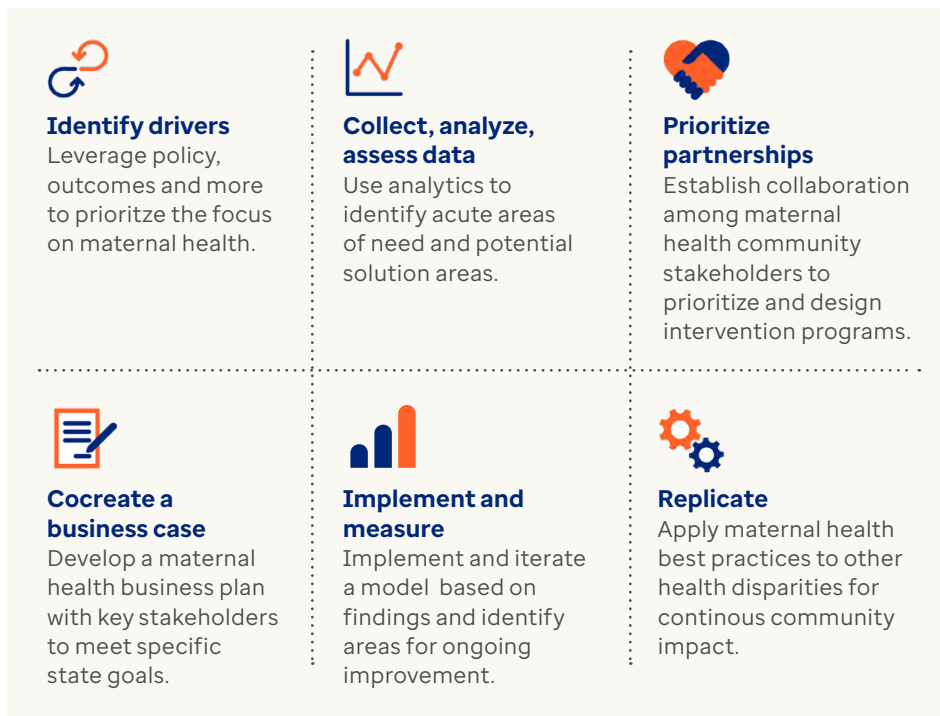 Identify drivers
Leverage policy,
outcomes and more
to prioritze the focus
on maternal health.
Collect, analyze,
assess data
Use analytics to
identify acute areas
of need and potential
solution areas.
Prioritize
partnerships
Establish collaboration
among maternal
health community
stakeholders to
prioritize and design
intervention programs.
Cocreate a
business case
Develop a maternal
health business plan
with key stakeholders
to meet specific
state goals.
Implement and
measure
Implement and iterate
a model  based on
findings and identify
areas for ongoing
improvement.
Replicate
Apply maternal health
best practices to other
health disparities for
continous community
impact.